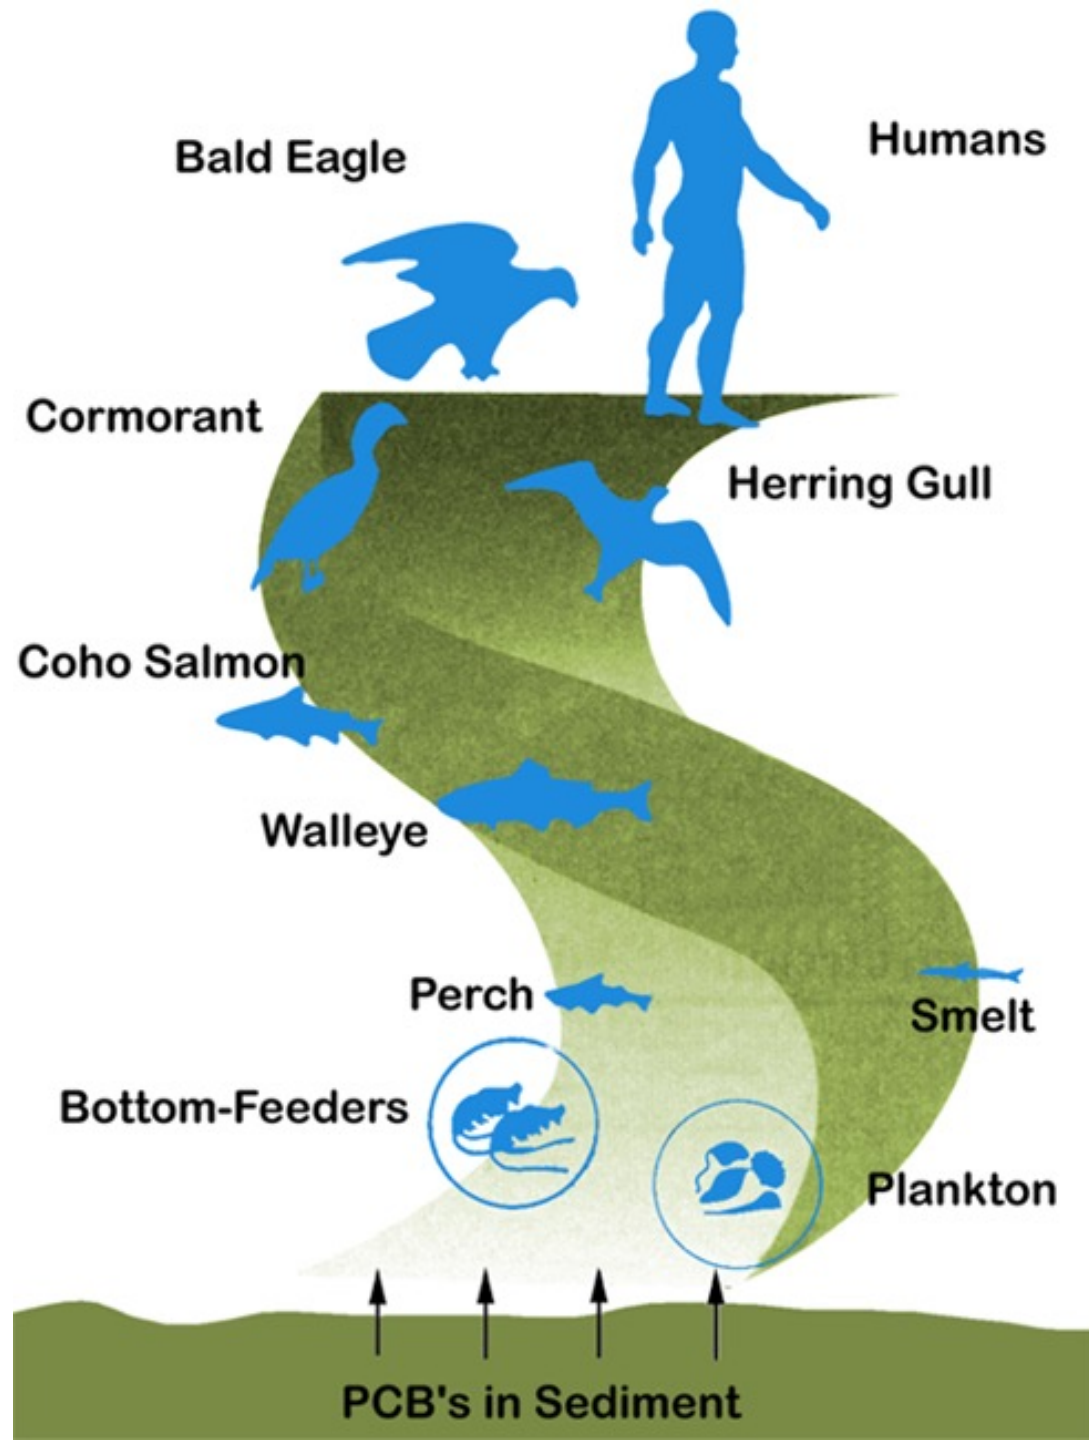 Humans
Bald Eagle
Cormorant
Herring Gull
Coho Salmon
Walleye
Perch
Smelt
Bottom-Feeders
Plankton
PCB's in Sediment